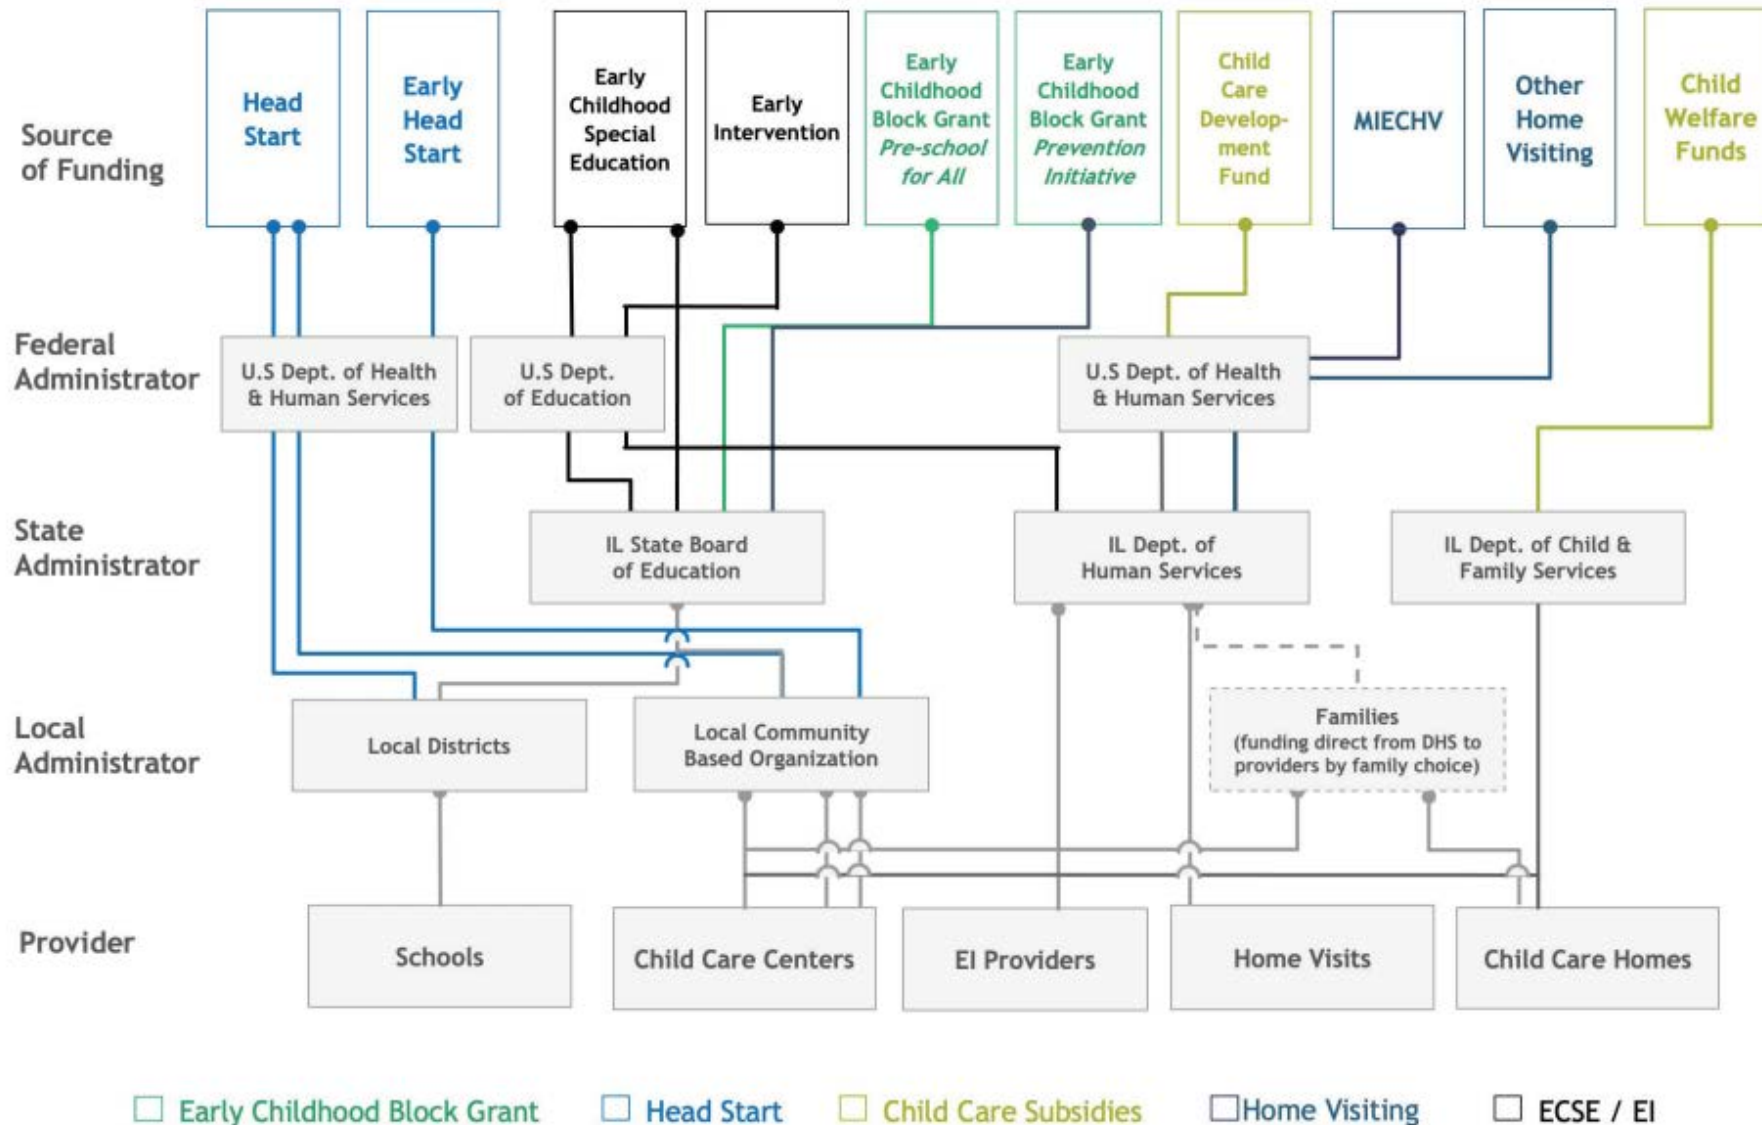 Source
of Funding
Head
Start
Early
Head
Start
Early
Childhood
Special
Education
Early
Intervention
Early
Childhood
Block Grant
Pre-school
for All
Early
Childhood
Block Grant
Prevention
Initiative
Child
Care
Develop-
ment
Fund
MIECHV
Other
Home
Visiting
Child
Welfare
Funds
Federal
Administrator
U.S Dept. of Health
& Human Services
U.S Dept.
of Education
U.S Dept. of Health
& Human Services
State
Administrator
IL State Board
of Education
IL Dept. of
Human Services
IL Dept. of Child &
Family Services
Local
Administrator
Local Districts
Local Community
Based Organization
Families
(funding direct from DHS to
providers by family choice)
Provider
Schools
Child Care Centers
EI Providers
Home Visits
Child Care Homes
Early Childhood Block Grant
Head Start
Child Care Subsidies
Home Visiting
ECSE / EI